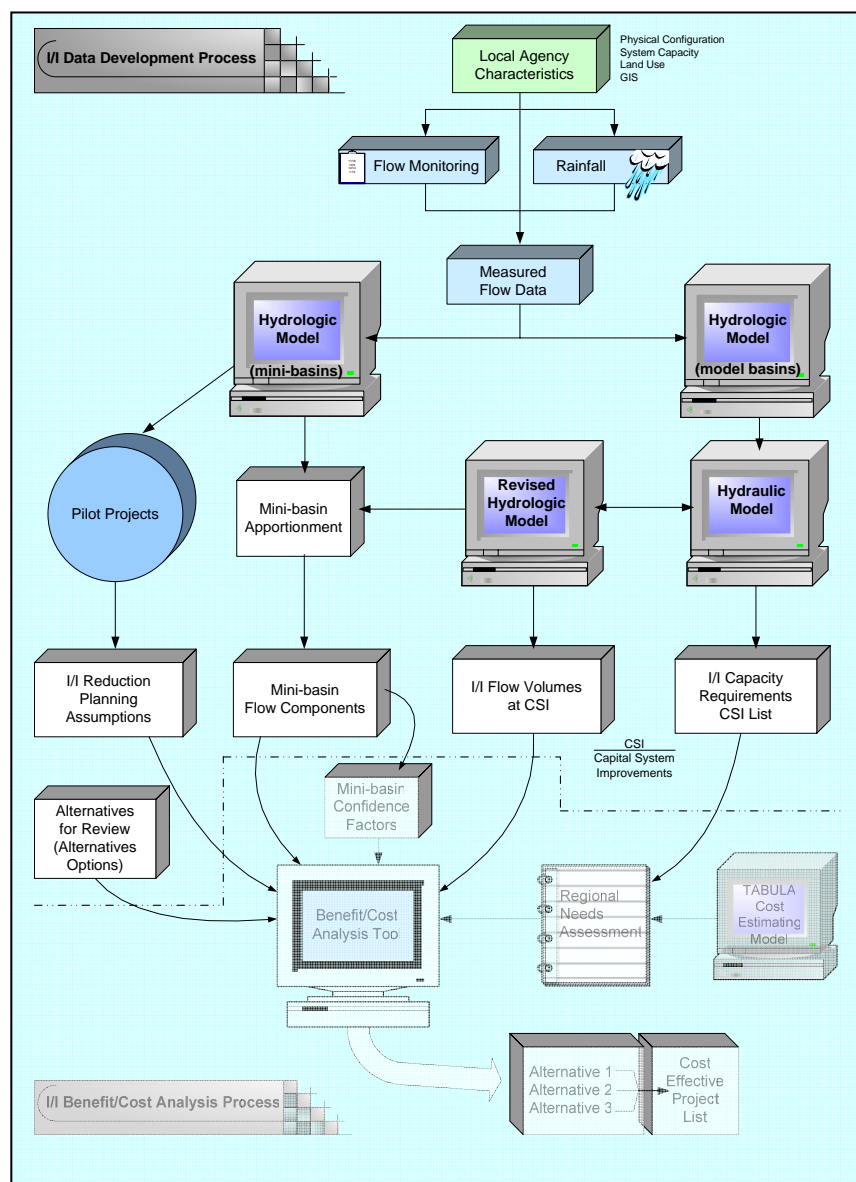 I/I Data Development Process
Local Agency
Characteristics
Physical Configuration
System Capacity
Land Use
GIS
Flow Monitoring
Rainfall
Measured
Flow Data
Hydrologic
Model
(mini-basins)
Hydrologic
Model
(model basins)
Pilot Projects
Mini-basin
Apportionment
Revised
Hydrologic
Model
Hydraulic
Model
I/I Reduction
Planning
Assumptions
Mini-basin
Flow Components
I/I Flow Volumes
at CSI
I/I Capacity
Requirements
CSI List
CSI
Capital System
Improvements
Alternatives
for Review
(Alternatives
Options)
Mini-basin
Confidence
Factors
Benefit/Cost
Analysis Tool
Regional
Needs
Assessment
TABULA
Cost
Estimating
Model
Alternative 1
Alternative 2
Alternative 3
Cost
Effective
Project
List
I/I Benefit/Cost Analysis Process